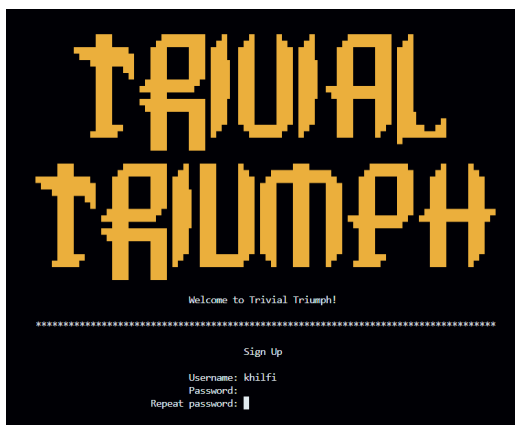 TRIVIAL
TRIUMPH
Welcome to Trivial Triumph!
************************************************************************************
Sign Up
Username: khilfi
Password:
Repeat password: